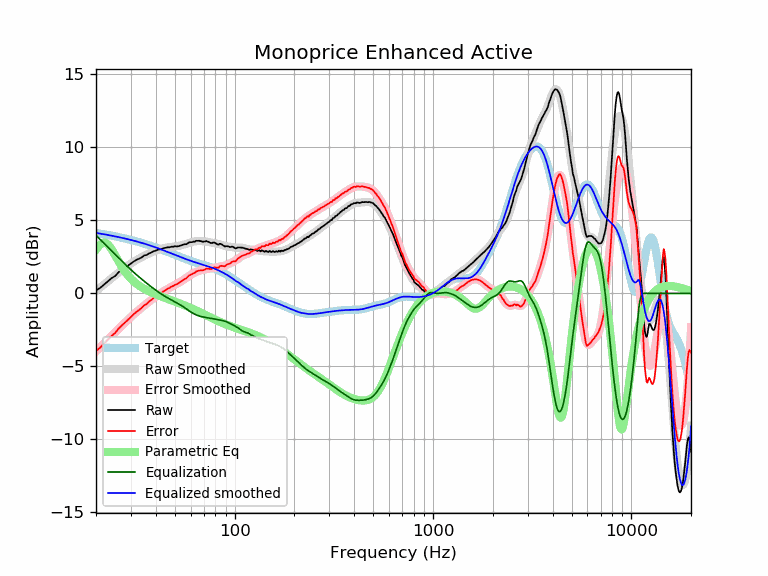 Monoprice Enhanced Active
15
10
5
0
−5
−10
−15
Amplitude (dBr)
Target
Raw Smoothed
Error Smoothed
Raw
Error
Parametric Eq
Equalization
Equalized smoothed
100
1000
10000
Frequency (Hz)